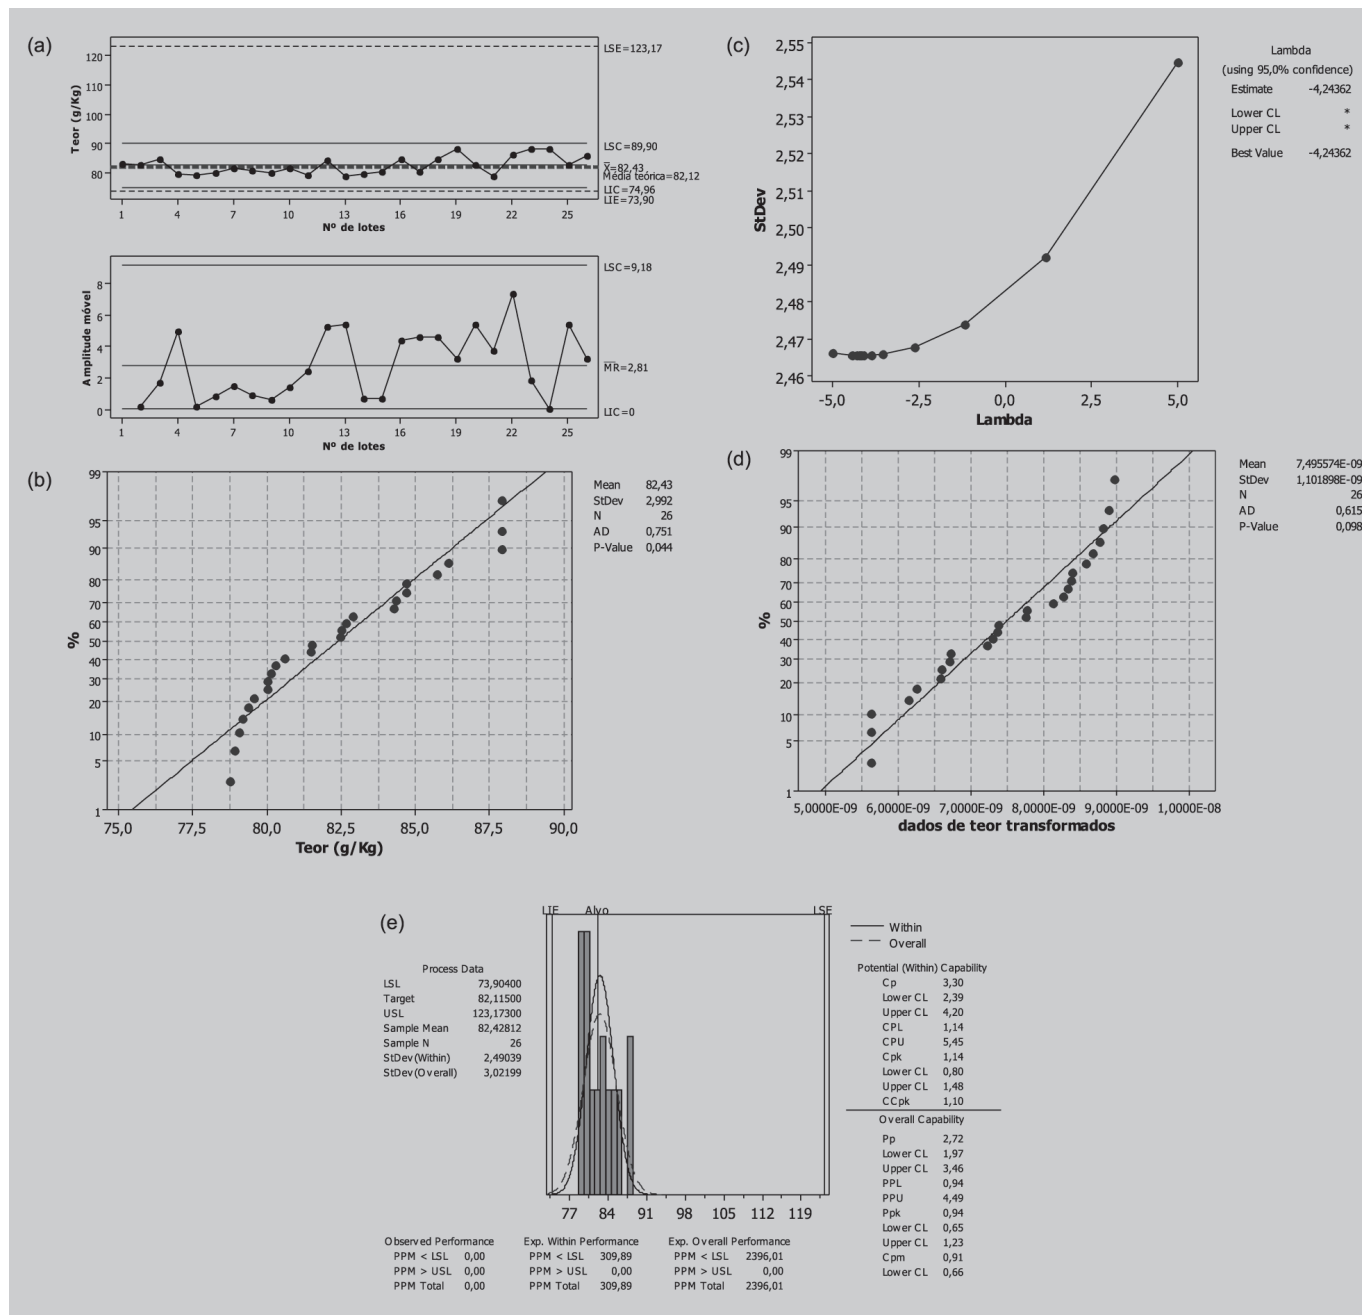 (a)
Teor (g/Kg)
120
110
100
90
80
LSE=123,17
LSC=89,90
X=82,43
Média teórica=82,12
LIC=74,96
LIE=73,90
1 4 7 10 13 16 19 22 25
Nº de lotes
Amplitude móvel
8
6
4
2
0
LSC=9,18
MR=2,81
LIC=0
1 4 7 10 13 16 19 22 25
Nº de lotes
(c)
StDev
2,55
2,54
2,53
2,52
2,51
2,50
2,49
2,48
2,47
2,46
-5,0 -2,5 0,0 2,5 5,0
Lambda
Lambda
(using 95,0% confidence)
Estimate -4,24362
Lower CL *
Upper CL *
Best Value -4,24362
(b)
%
99
95
90
80
70
60
50
40
30
20
10
5
1
75,0 77,5 80,0 82,5 85,0 87,5 90,0
Teor (g/Kg)
Mean 82,43
StDev 2,992
N 26
AD 0,751
P-Value 0,044
(d)
%
99
95
90
80
70
60
50
40
30
20
10
5
1
5,0000E-09 6,0000E-09 7,0000E-09 8,0000E-09 9,0000E-09 1,0000E-08
dados de teor transformados
Mean 7,495574E-09
StDev 1,101898E-09
N 26
AD 0,615
P-Value 0,098
(e)
LIE Alvo LSE
Process Data
LSL 73,90400
Target 82,11500
USL 123,17300
Sample Mean 82,42812
Sample N 26
StDev(Within) 2,49039
StDev(Overall) 3,02199
77 84 91 98 105 112 119
Within
Overall
Potential (Within) Capability
Cp 3,30
Lower CL 2,39
Upper CL 4,20
CPL 1,14
CPU 5,45
Cpk 1,14
Lower CL 0,80
Upper CL 1,48
CCpk 1,10
Overall Capability
Pp 2,72
Lower CL 1,97
Upper CL 3,46
PPL 0,94
PPU 4,49
Ppk 0,94
Lower CL 0,65
Upper CL 1,23
Cpm 0,91
Lower CL 0,66
Observed Performance
PPM < LSL 0,00
PPM > USL 0,00
PPM Total 0,00
Exp. Within Performance
PPM < LSL 309,89
PPM > USL 0,00
PPM Total 309,89
Exp. Overall Performance
PPM < LSL 2396,01
PPM > USL 0,00
PPM Total 2396,01